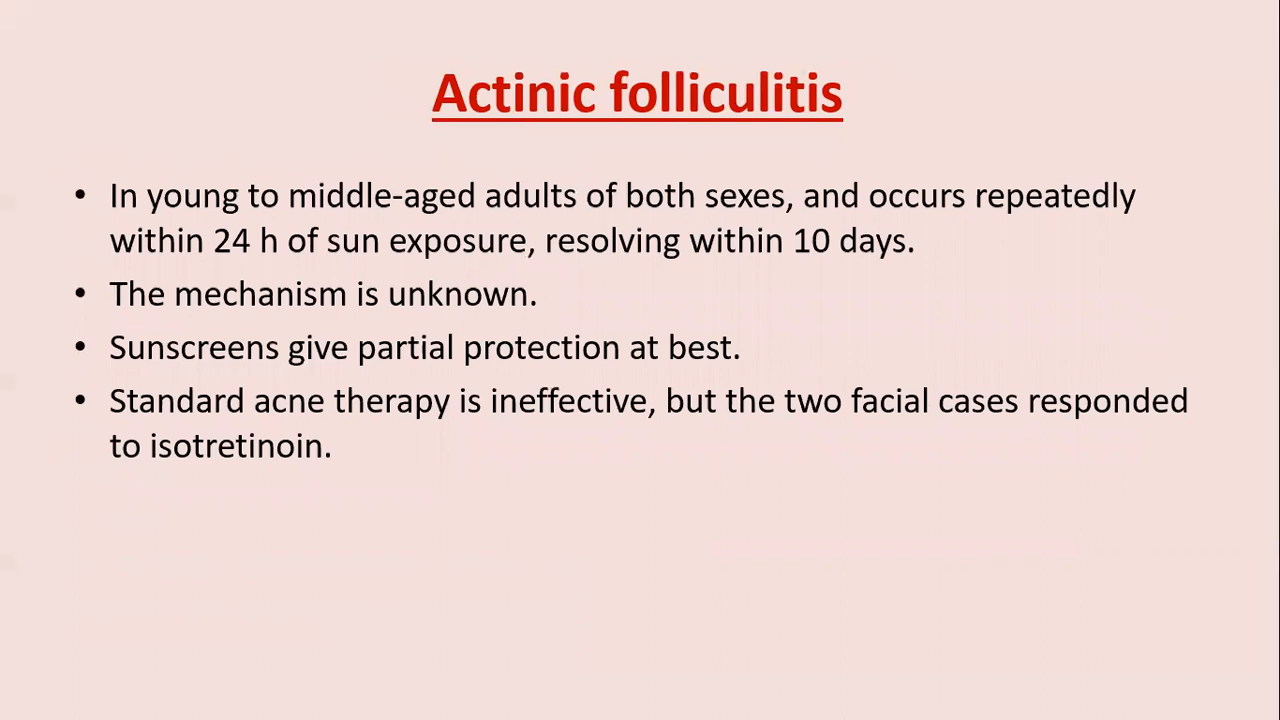 Actinic folliculitis
• In young to middle-aged adults of both sexes, and occurs repeatedly
within 24 h of sun exposure, resolving within 10 days.
• The mechanism is unknown.
• Sunscreens give partial protection at best.
• Standard acne therapy is ineffective, but the two facial cases responded
to isotretinoin.